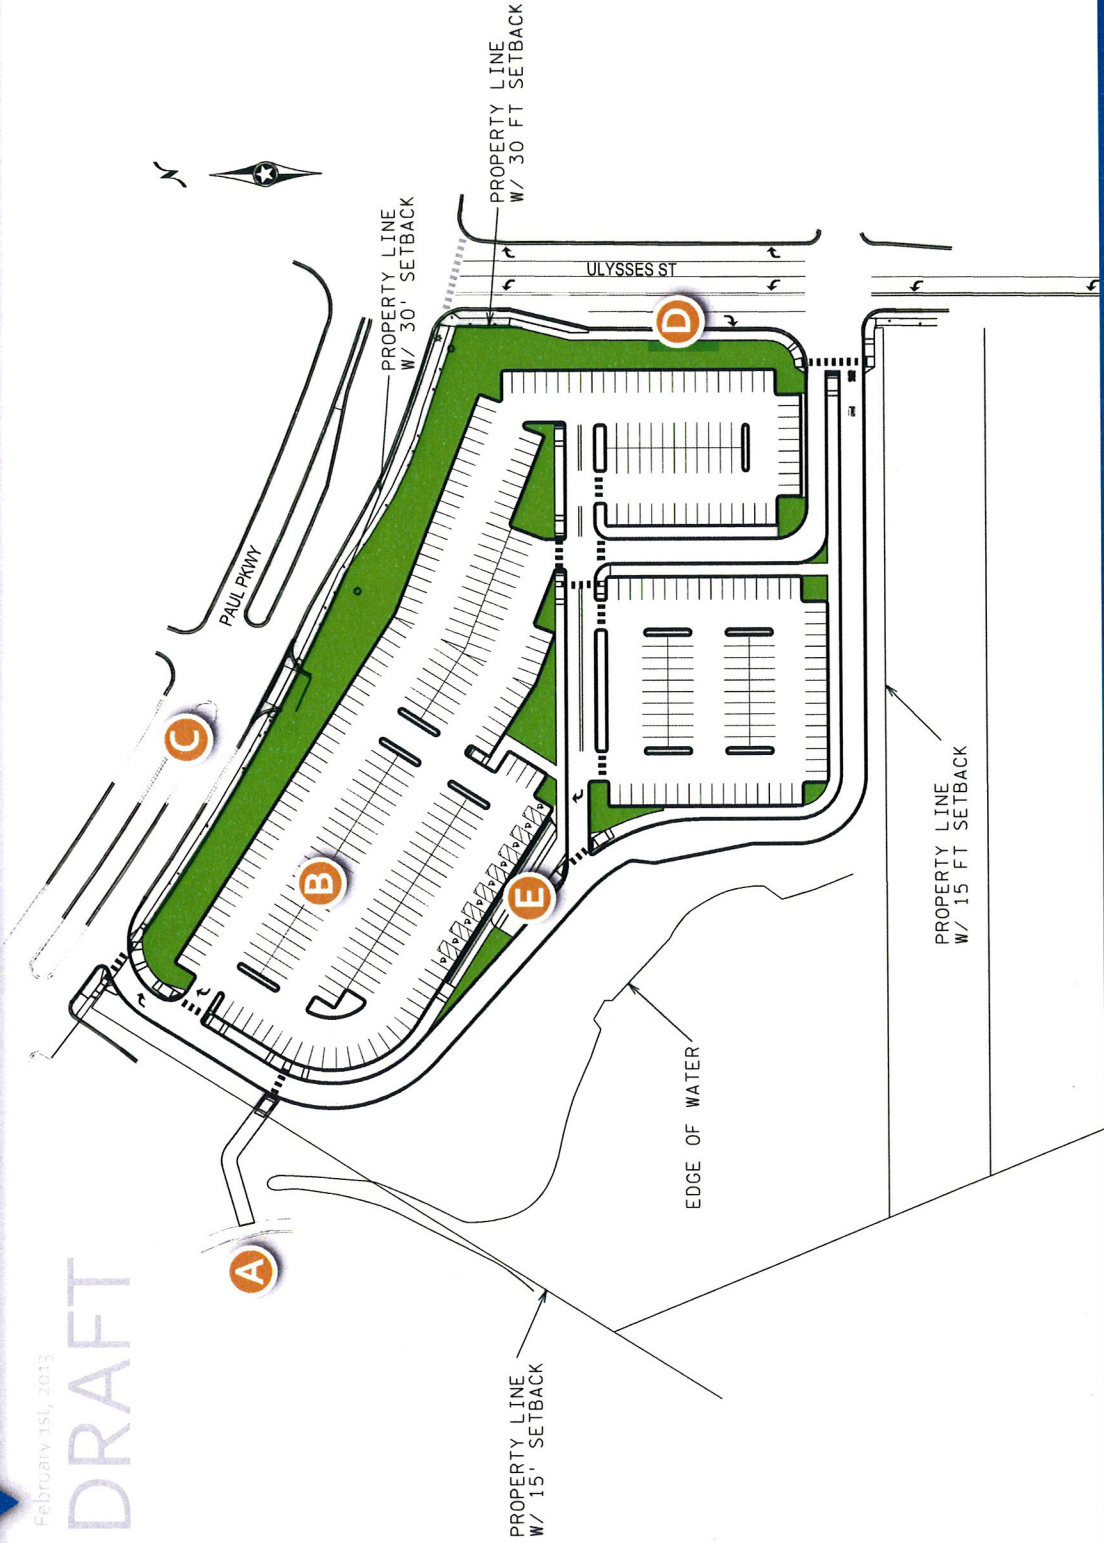 February 1st, 2013
DRAFT
N
PROPERTY LINE
W/ 30 FT SETBACK
PROPERTY LINE
W/ 30' SETBACK
ULYSSES ST
PAUL PKWY
A
B
C
D
E
EDGE OF WATER
PROPERTY LINE
W/ 15 FT SETBACK
PROPERTY LINE
W/ 15' SETBACK